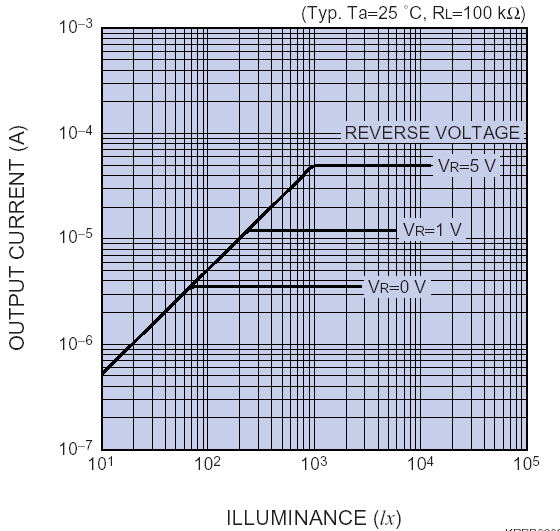 (Typ. Ta=25 °C, RL=100 kΩ)
10⁻³
10⁻⁴
REVERSE VOLTAGE
VR=5 V
VR=1 V
10⁻⁵
VR=0 V
10⁻⁶
10⁻⁷
OUTPUT CURRENT (A)
10¹ 10² 10³ 10⁴ 10⁵
ILLUMINANCE (lx)